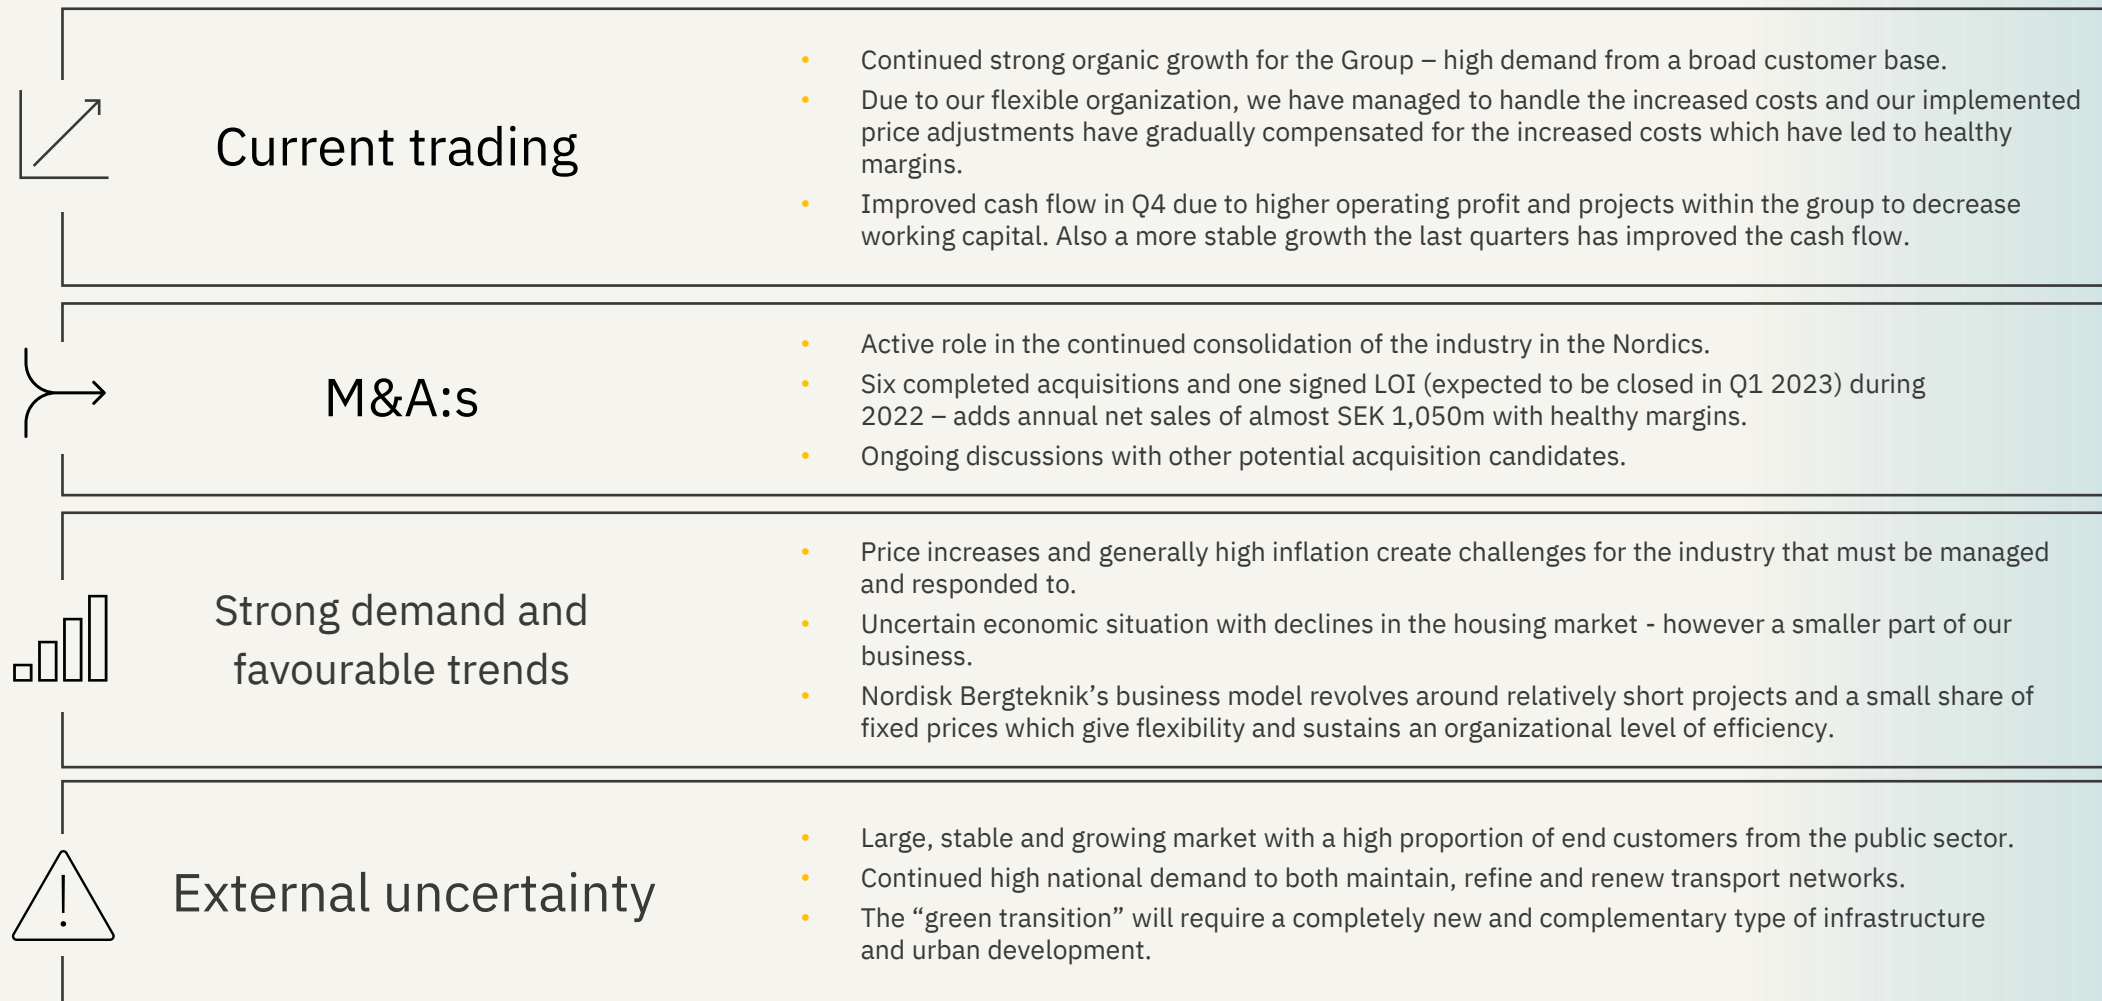 Current trading
• Continued strong organic growth for the Group – high demand from a broad customer base.
• Due to our flexible organization, we have managed to handle the increased costs and our implemented
price adjustments have gradually compensated for the increased costs which have led to healthy
margins.
• Improved cash flow in Q4 due to higher operating profit and projects within the group to decrease
working capital. Also a more stable growth the last quarters has improved the cash flow.
M&A:s
• Active role in the continued consolidation of the industry in the Nordics.
• Six completed acquisitions and one signed LOI (expected to be closed in Q1 2023) during
2022 – adds annual net sales of almost SEK 1,050m with healthy margins.
• Ongoing discussions with other potential acquisition candidates.
Strong demand and
favourable trends
• Price increases and generally high inflation create challenges for the industry that must be managed
and responded to.
• Uncertain economic situation with declines in the housing market - however a smaller part of our
business.
• Nordisk Bergteknik’s business model revolves around relatively short projects and a small share of
fixed prices which give flexibility and sustains an organizational level of efficiency.
External uncertainty
• Large, stable and growing market with a high proportion of end customers from the public sector.
• Continued high national demand to both maintain, refine and renew transport networks.
• The “green transition” will require a completely new and complementary type of infrastructure
and urban development.